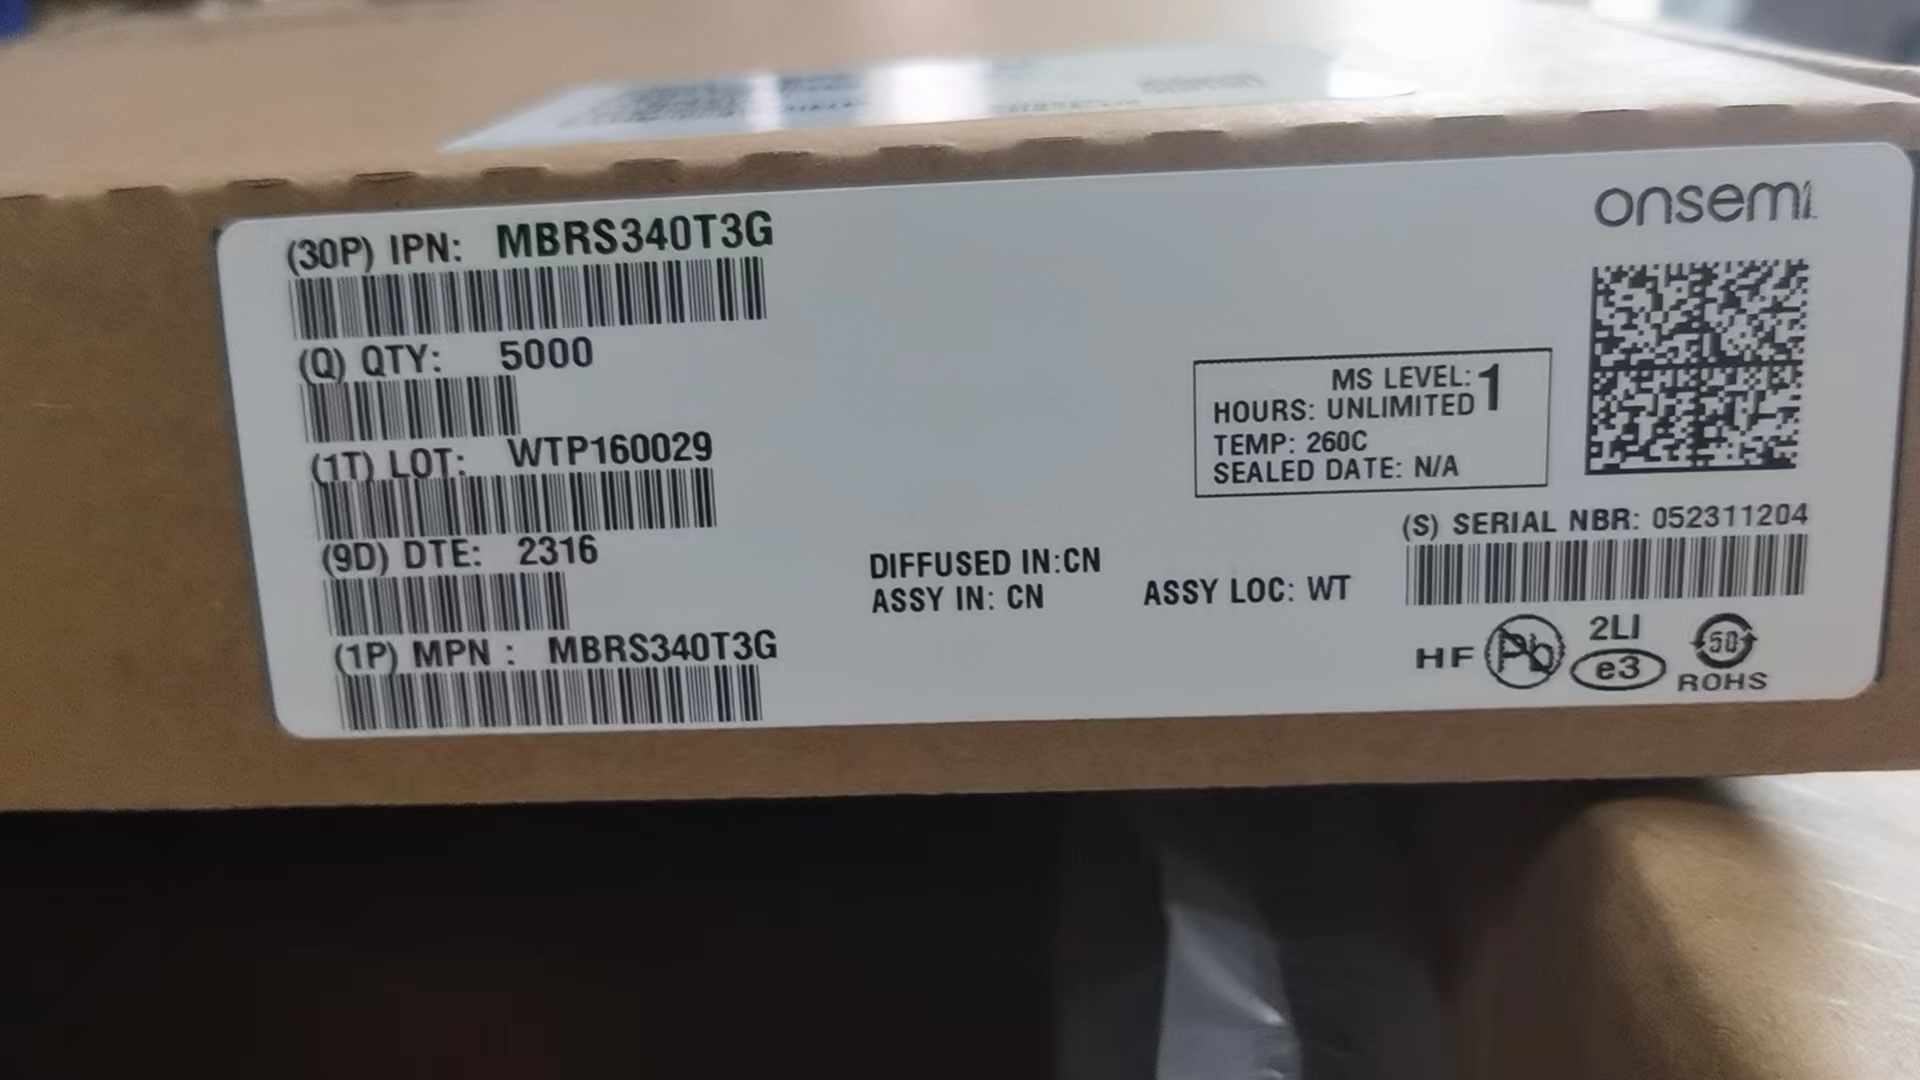 (30P) IPN: MBRS340T3G
(Q) QTY: 5000
(1T) LOT: WTP160029
(9D) DTE: 2316
(1P) MPN : MBRS340T3G
DIFFUSED IN:CN
ASSY IN: CN
ASSY LOC: WT
onsemi
MS LEVEL: 1
HOURS: UNLIMITED
TEMP: 260C
SEALED DATE: N/A
(S) SERIAL NBR: 052311204
HF Pb 2LI e3 50 ROHS